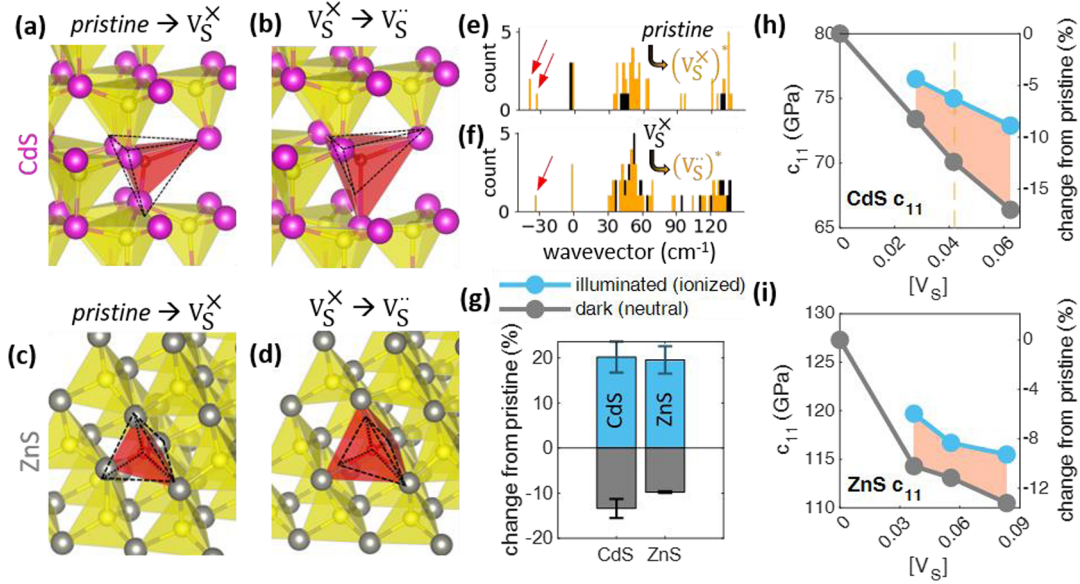 (a) pristine → V_S^×
(b) V_S^× → V_S^¨
CdS
(c) pristine → V_S^×
(d) V_S^× → V_S^¨
ZnS
(e) pristine
(V_S^×)*
count
5
0
(f) V_S^×
(V_S^¨)*
count
5
0
−30 0 30 60 90 120
wavevector (cm⁻¹)
illuminated (ionized)
dark (neutral)
(g)
change from pristine (%)
20
10
0
-10
-20
CdS
ZnS
CdS ZnS
(h)
c₁₁ (GPa)
80
75
70
65
0 0.02 0.04 0.06
[V_S]
CdS c₁₁
0
-5
-10
-15
change from pristine (%)
(i)
c₁₁ (GPa)
130
125
120
115
110
0 0.03 0.06 0.09
[V_S]
ZnS c₁₁
0
-4
-8
-12
change from pristine (%)